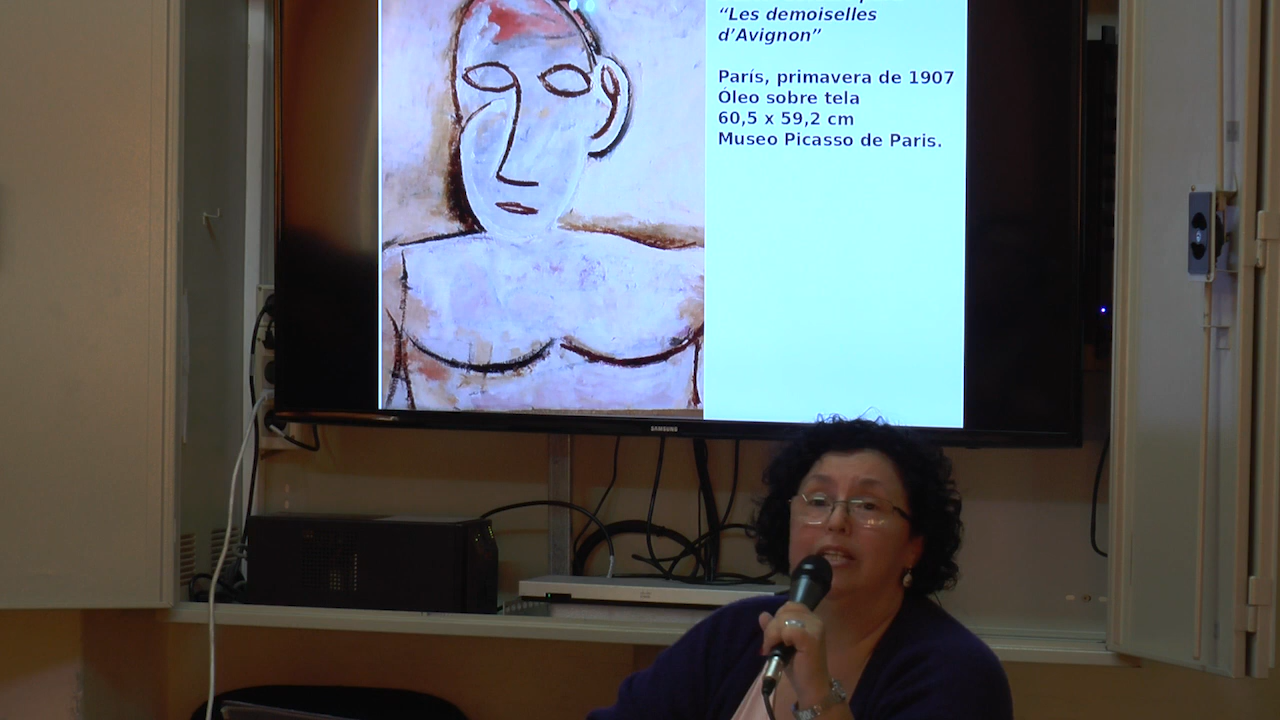 “Les demoiselles
d’Avignon”
París, primavera de 1907
Óleo sobre tela
60,5 x 59,2 cm
Museo Picasso de Paris.
SAMSUNG